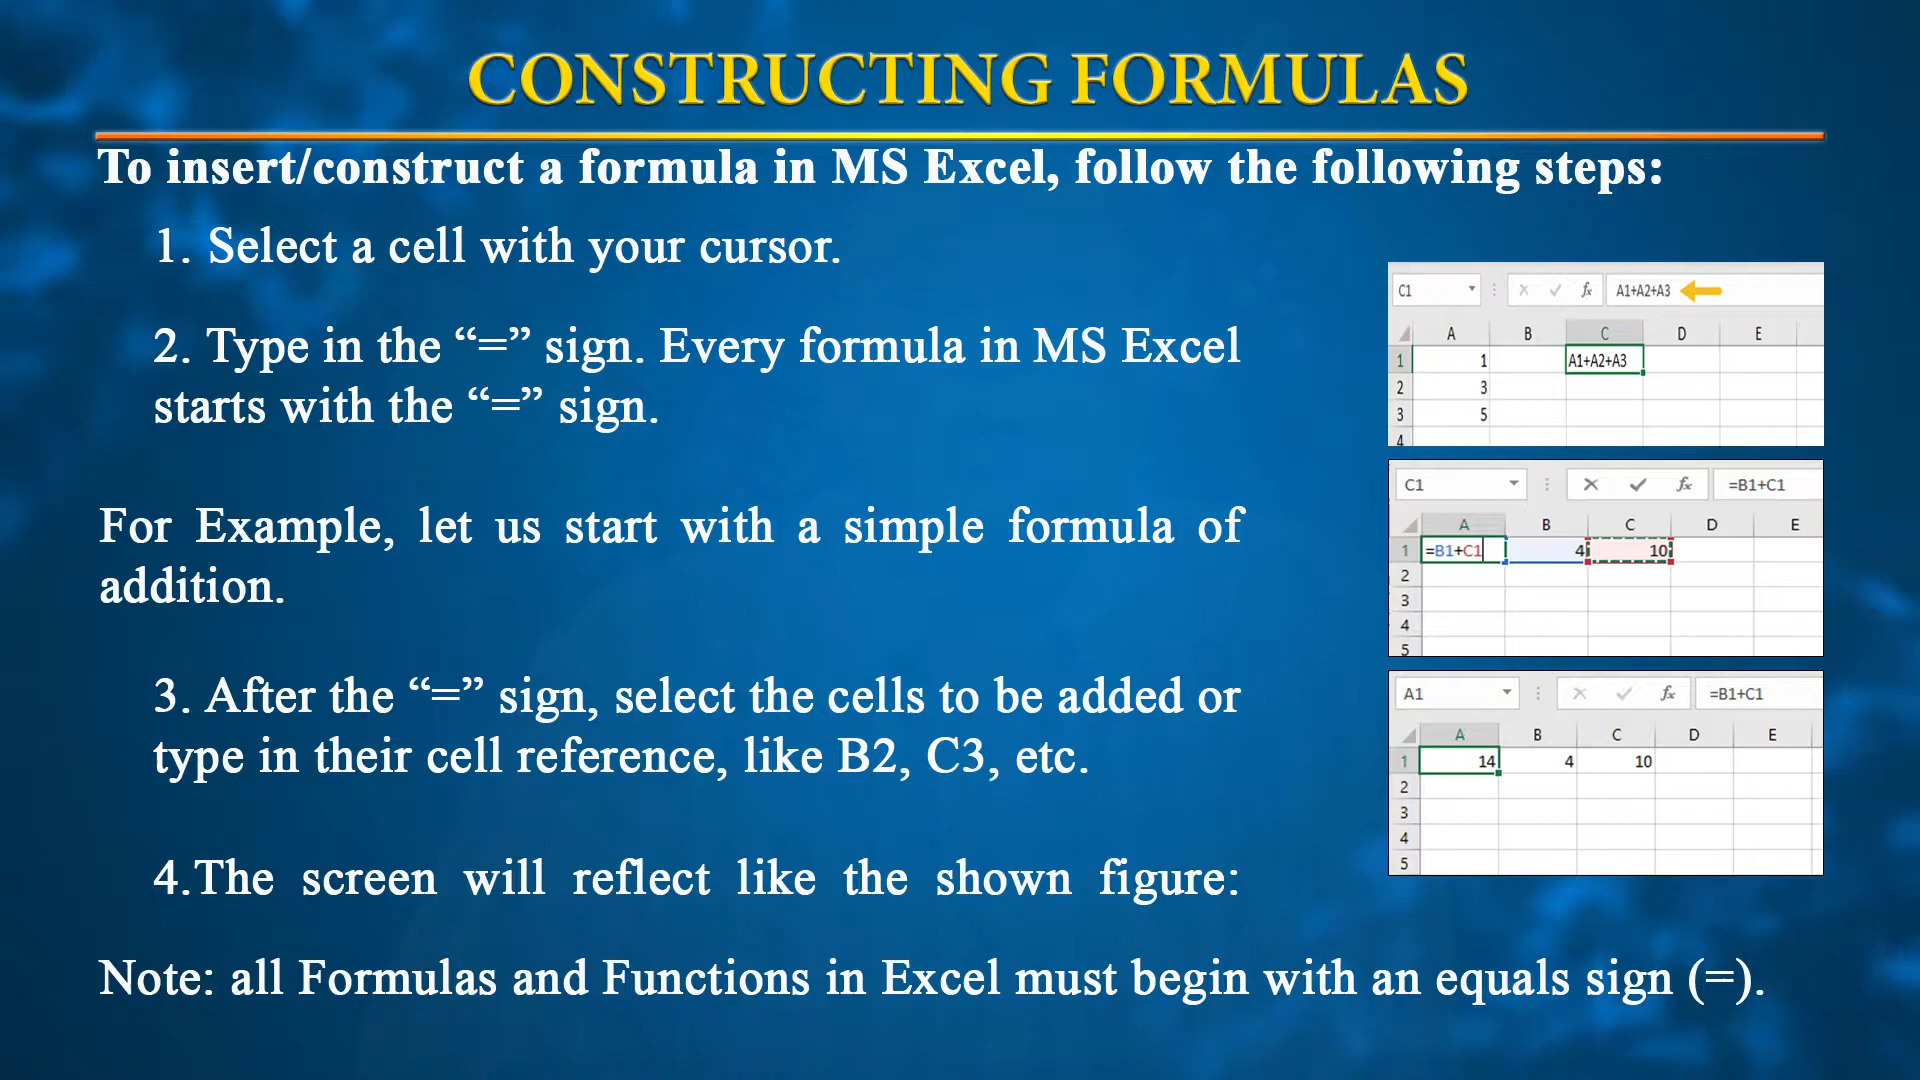 CONSTRUCTING FORMULAS
To insert/construct a formula in MS Excel, follow the following steps:
1. Select a cell with your cursor.
2. Type in the “=” sign. Every formula in MS Excel
starts with the “=” sign.
For Example, let us start with a simple formula of
addition.
3. After the “=” sign, select the cells to be added or
type in their cell reference, like B2, C3, etc.
4.The screen will reflect like the shown figure:
Note: all Formulas and Functions in Excel must begin with an equals sign (=).
C1 fx A1+A2+A3
A B C D E
1 1 A1+A2+A3
2 3
3 5
4
C1 fx =B1+C1
A B C D E
1 =B1+C1 4 10
2
3
4
5
A1 fx =B1+C1
A B C D E
1 14 4 10
2
3
4
5